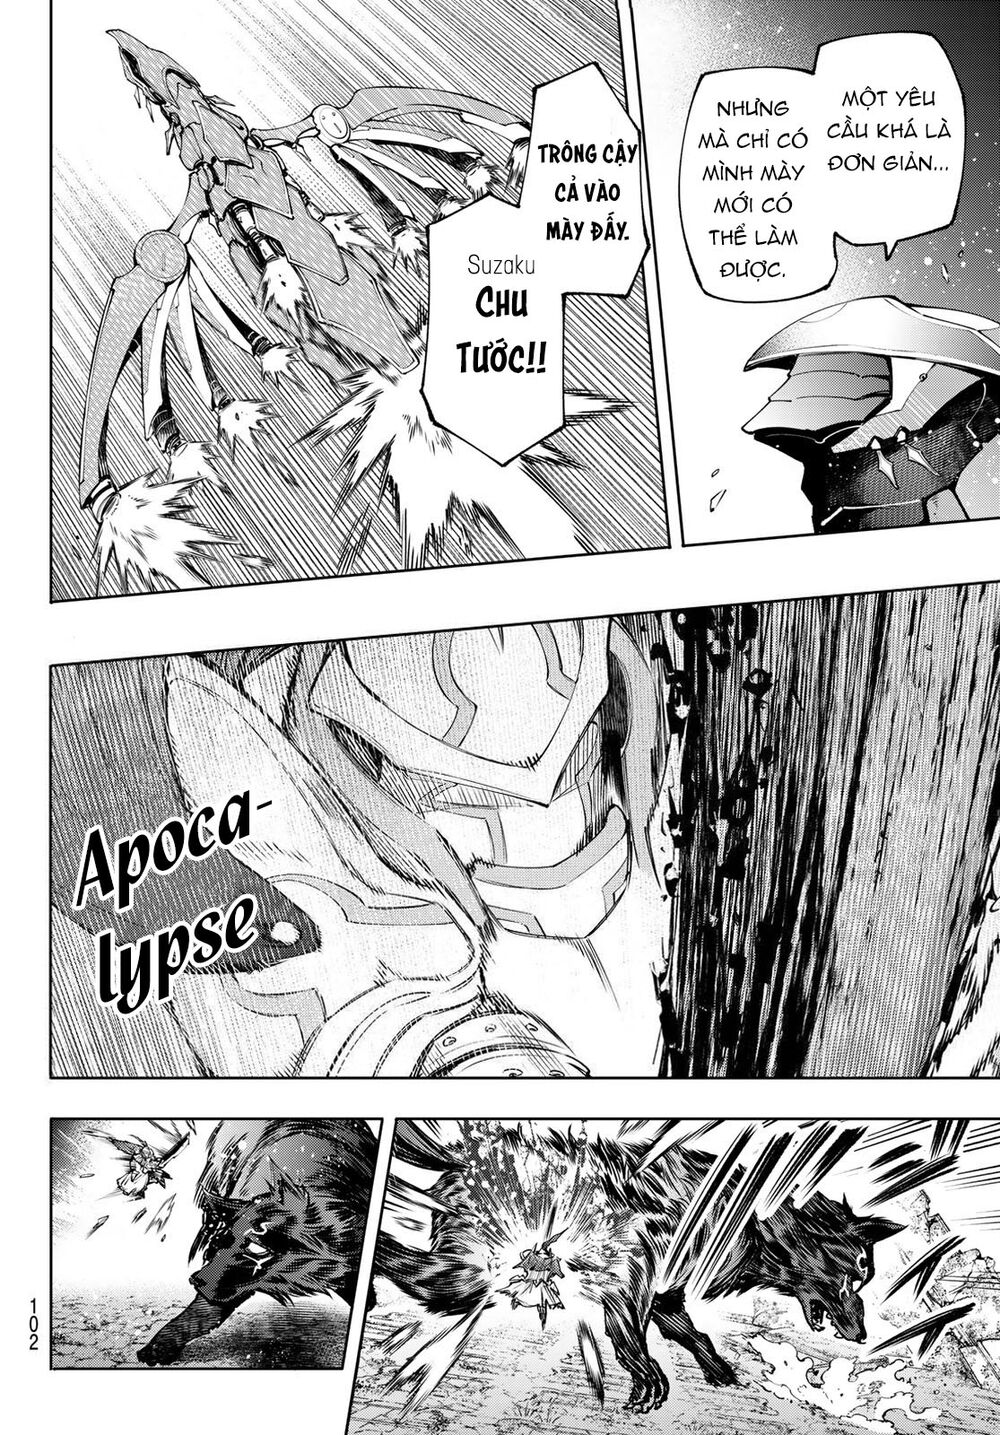 MỘT YÊU
CẦU KHÁ LÀ
ĐƠN GIẢN...
NHƯNG
MÀ CHỈ CÓ
MÌNH MÀY
MỚI CÓ
THỂ LÀM
ĐƯỢC.
TRÔNG CẬY
CẢ VÀO
MÀY ĐẤY.
Suzaku
CHU
TƯỚC!!
Apoca-
lypse
102